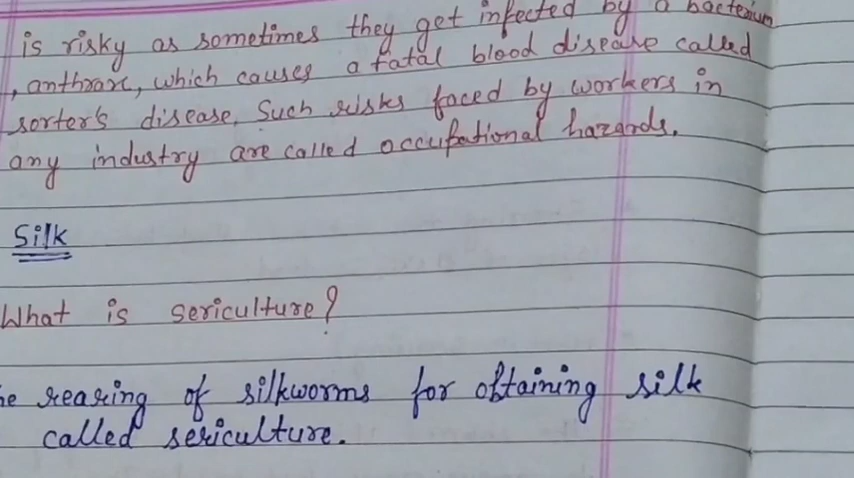 is risky as sometimes they get infected by a bacterium
, anthrax, which causes a fatal blood disease called
sorter's disease. Such risks faced by workers in
any industry are called occupational hazards.
Silk
What is sericulture?
he rearing of silkworms for obtaining silk
called sericulture.